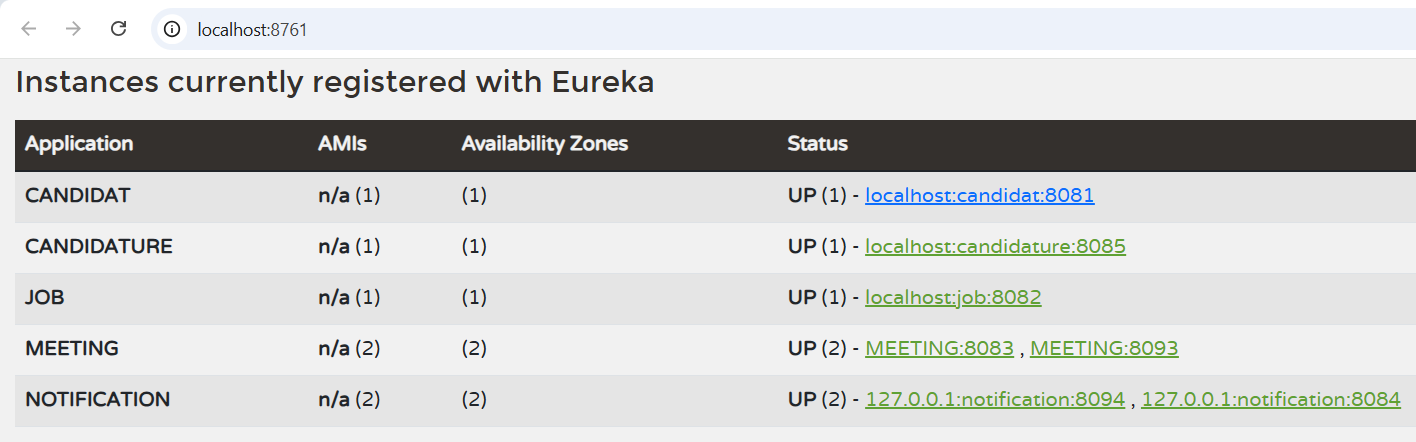 localhost:8761
Instances currently registered with Eureka
Application AMIs Availability Zones Status
CANDIDAT n/a (1) (1) UP (1) - localhost:candidat:8081
CANDIDATURE n/a (1) (1) UP (1) - localhost:candidature:8085
JOB n/a (1) (1) UP (1) - localhost:job:8082
MEETING n/a (2) (2) UP (2) - MEETING:8083 , MEETING:8093
NOTIFICATION n/a (2) (2) UP (2) - 127.0.0.1:notification:8094 , 127.0.0.1:notification:8084